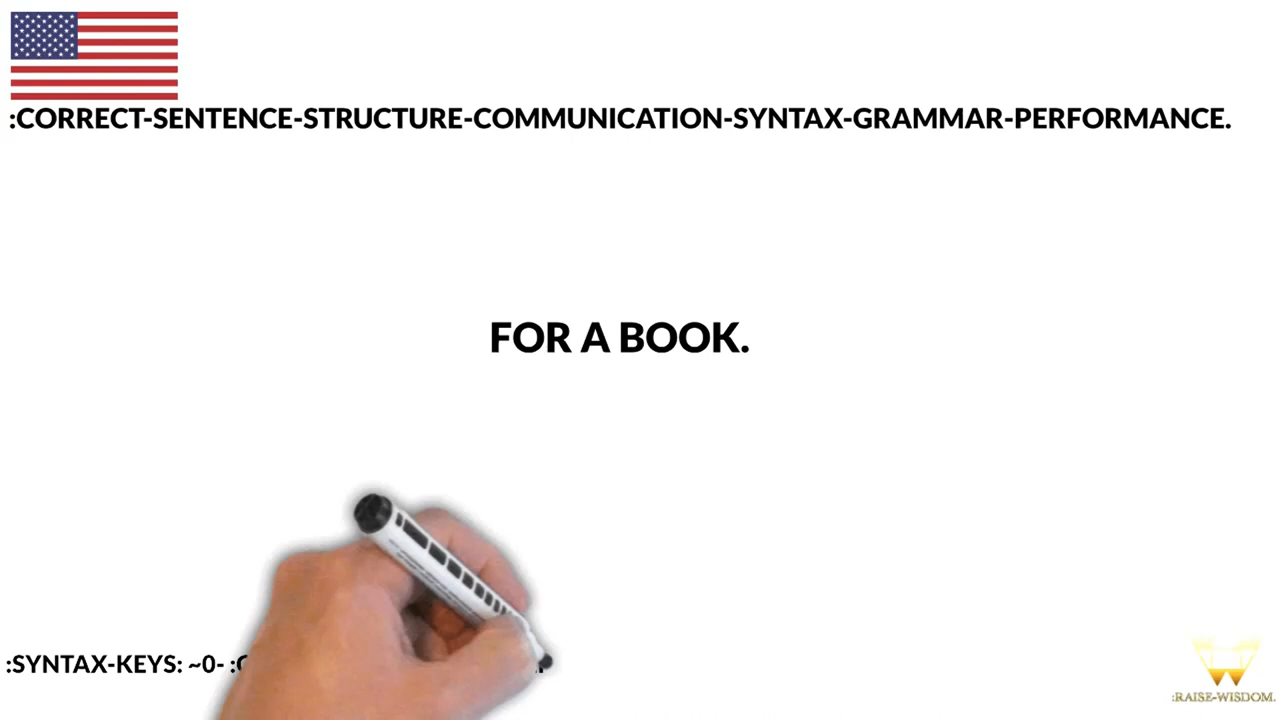 :CORRECT-SENTENCE-STRUCTURE-COMMUNICATION-SYNTAX-GRAMMAR-PERFORMANCE.
FOR A BOOK.
:SYNTAX-KEYS: ~0-
:RAISE-WISDOM.